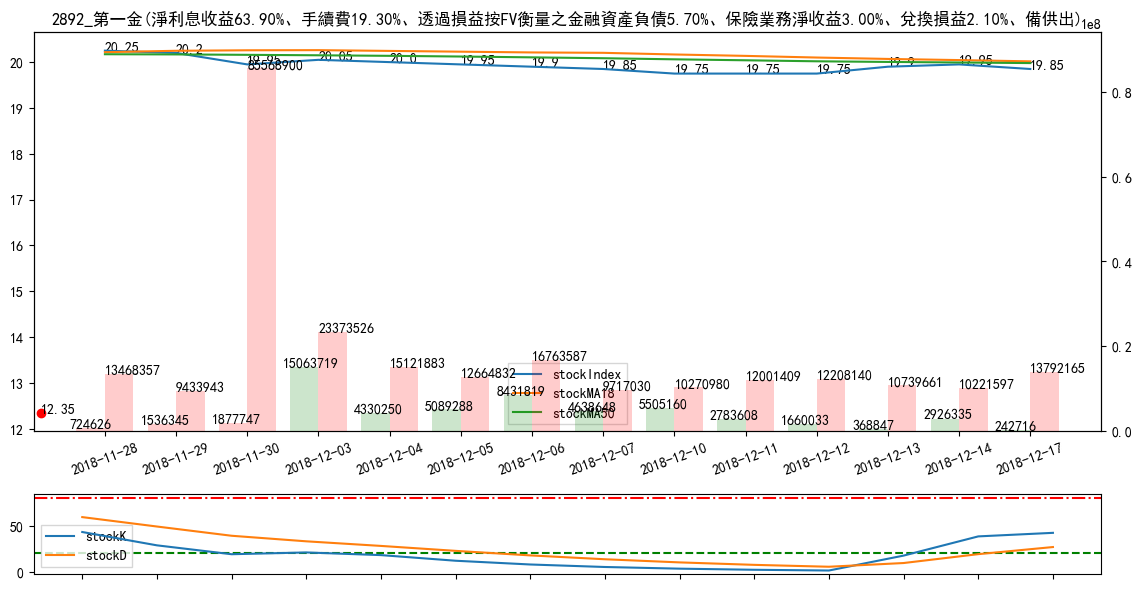 2892_第一金(淨利息收益63.90%、手續費19.30%、透過損益按FV衡量之金融資產負債5.70%、保險業務淨收益3.00%、兌換損益2.10%、備供出)
1e8
20.25 20.2 19.95 20.05 20.0 19.95 19.9 19.85 19.75 19.75 19.75 19.9 19.95 19.85
20
19
18
17
16
15
14
13
12
0.8
0.6
0.4
0.2
0.0
13468357 9433943 85568900 23373526 15121883 12664832 16763587 9717030 10270980 12001409 12208140 10739661 10221597 13792165
724626 1536345 1877747 15063719 4330250 5089288 8431819 4638648 5505160 2783608 1660033 368847 2926335 242716
12.35
stockIndex
stockMA18
stockMA50
2018-11-28 2018-11-29 2018-11-30 2018-12-03 2018-12-04 2018-12-05 2018-12-06 2018-12-07 2018-12-10 2018-12-11 2018-12-12 2018-12-13 2018-12-14 2018-12-17
50
0
stockK
stockD